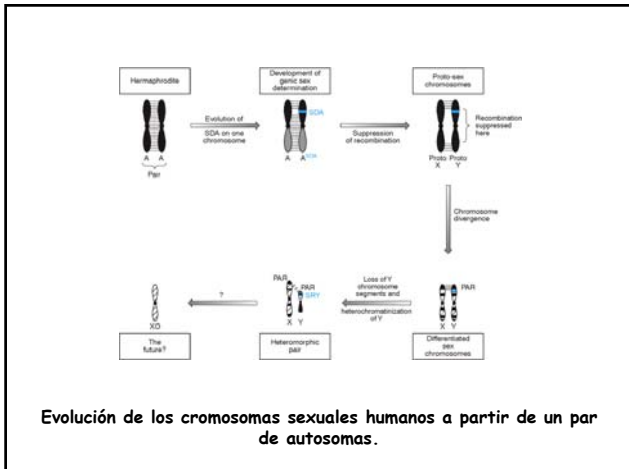 Hermaphrodite
A A
Pair
Evolution of
SDA on one
chromosome
Development of
genic sex
determination
SDA
A A^SDA
Suppression
of recombination
Proto-sex
chromosomes
Recombination
suppressed
here
Proto Proto
X Y
Chromosome
divergence
PAR
X Y
Differentiated
sex
chromosomes
Loss of Y
chromosome
segments and
heterochromatinization
of Y
PAR
PAR
SRY
X Y
Heteromorphic
pair
?
XO
The
future?
Evolución de los cromosomas sexuales humanos a partir de un par
de autosomas.